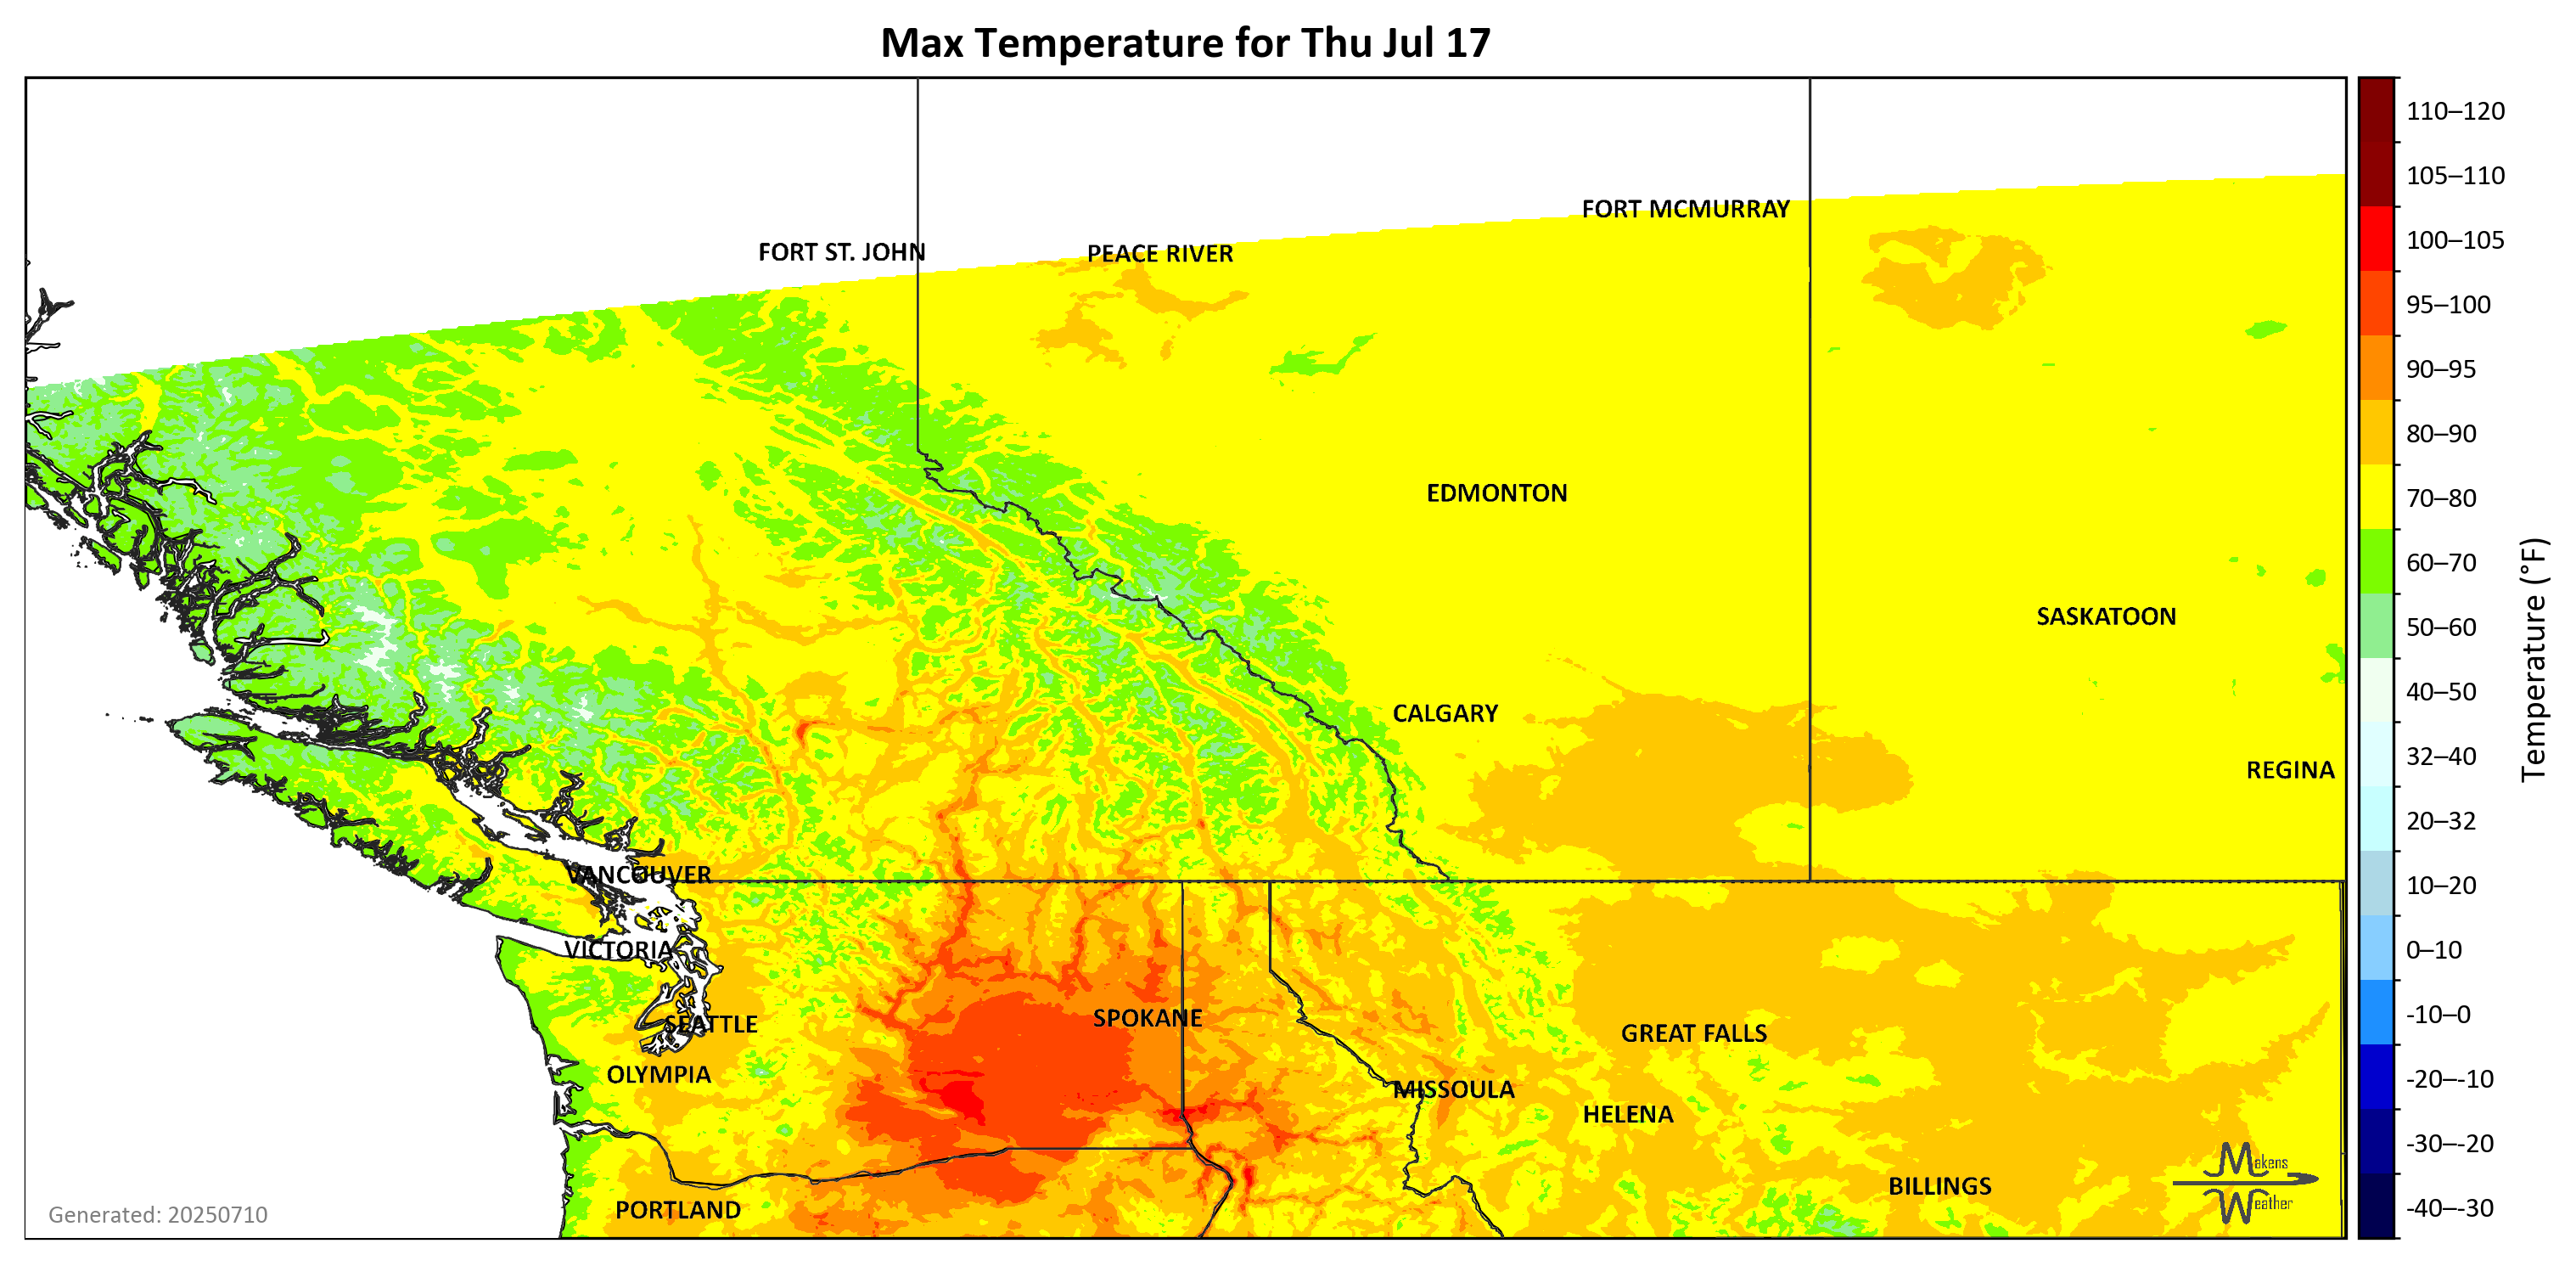 Max Temperature for Thu Jul 17
FORT MCMURRAY
FORT ST. JOHN
PEACE RIVER
EDMONTON
SASKATOON
CALGARY
REGINA
VANCOUVER
VICTORIA
SEATTLE
SPOKANE
GREAT FALLS
OLYMPIA
MISSOULA
HELENA
BILLINGS
PORTLAND
Generated: 20250710
Makens
Weather
110–120
105–110
100–105
95–100
90–95
80–90
70–80
60–70
50–60
40–50
32–40
20–32
10–20
0–10
-10–0
-20–-10
-30–-20
-40–-30
Temperature (°F)